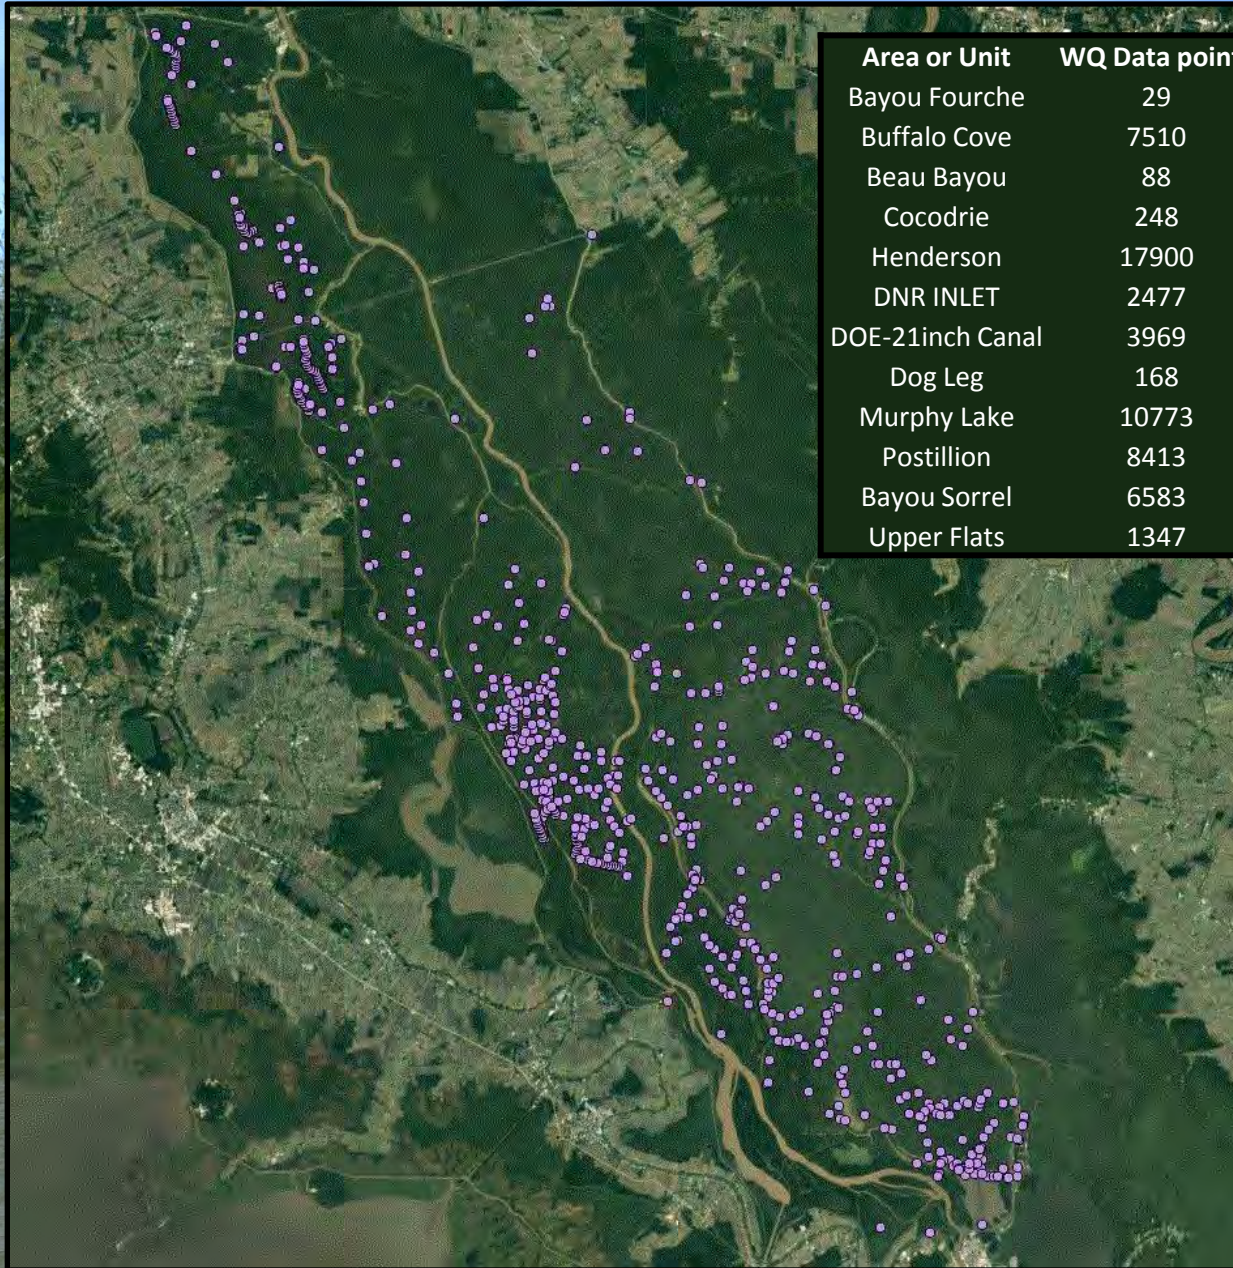 Area or Unit WQ Data point
Bayou Fourche 29
Buffalo Cove 7510
Beau Bayou 88
Cocodrie 248
Henderson 17900
DNR INLET 2477
DOE-21inch Canal 3969
Dog Leg 168
Murphy Lake 10773
Postillion 8413
Bayou Sorrel 6583
Upper Flats 1347